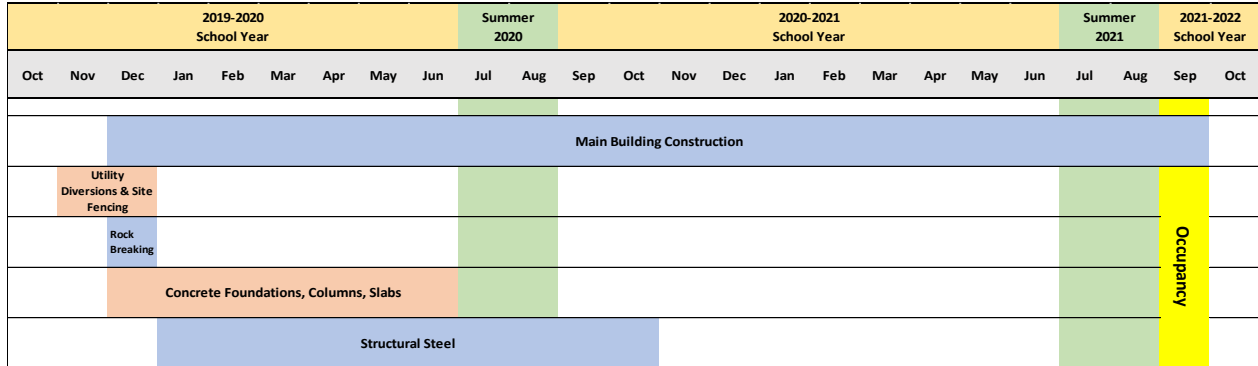 2019-2020
School Year
Summer
2020
2020-2021
School Year
Summer
2021
2021-2022
School Year
Oct Nov Dec Jan Feb Mar Apr May Jun Jul Aug Sep Oct Nov Dec Jan Feb Mar Apr May Jun Jul Aug Sep Oct
Main Building Construction
Utility
Diversions & Site
Fencing
Rock
Breaking
Occupancy
Concrete Foundations, Columns, Slabs
Structural Steel